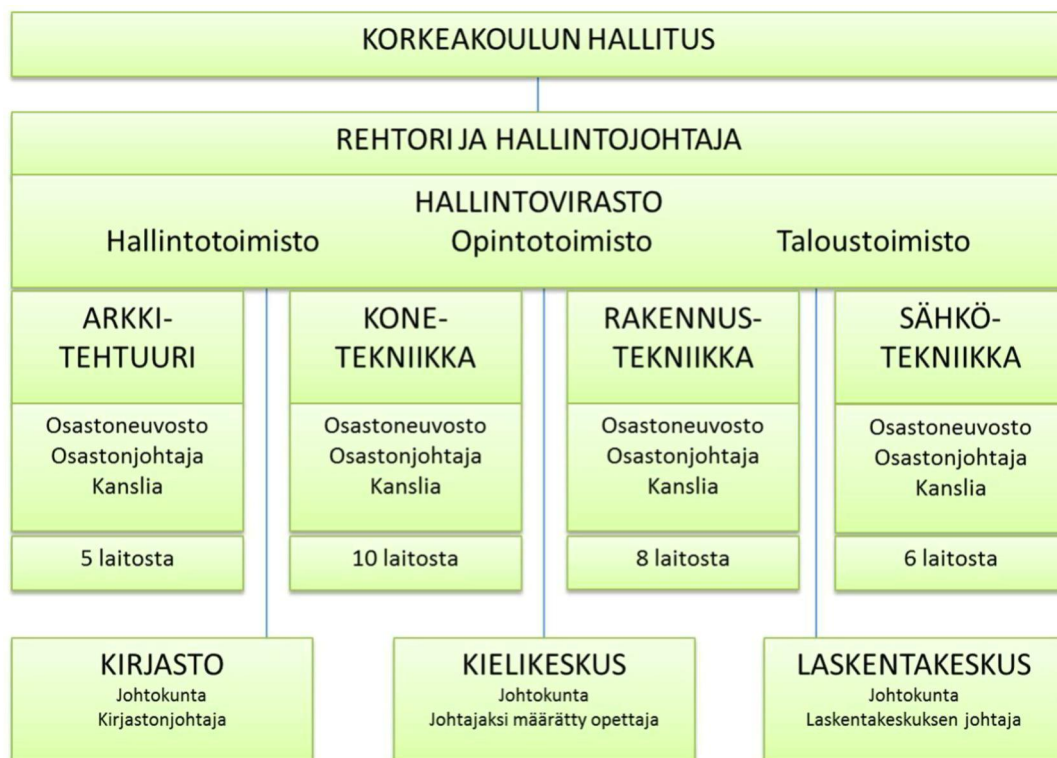 KORKEAKOULUN HALLITUS
REHTORI JA HALLINTOJOHTAJA
HALLINTOVIRASTO
Hallintotoimisto Opintotoimisto Taloustoimisto
ARKKI-
TEHTUURI
Osastoneuvosto
Osastonjohtaja
Kanslia
5 laitosta
KONE-
TEKNIIKKA
Osastoneuvosto
Osastonjohtaja
Kanslia
10 laitosta
RAKENNUS-
TEKNIIKKA
Osastoneuvosto
Osastonjohtaja
Kanslia
8 laitosta
SÄHKÖ-
TEKNIIKKA
Osastoneuvosto
Osastonjohtaja
Kanslia
6 laitosta
KIRJASTO
Johtokunta
Kirjastonjohtaja
KIELIKESKUS
Johtokunta
Johtajaksi määrätty opettaja
LASKENTAKESKUS
Johtokunta
Laskentakeskuksen johtaja